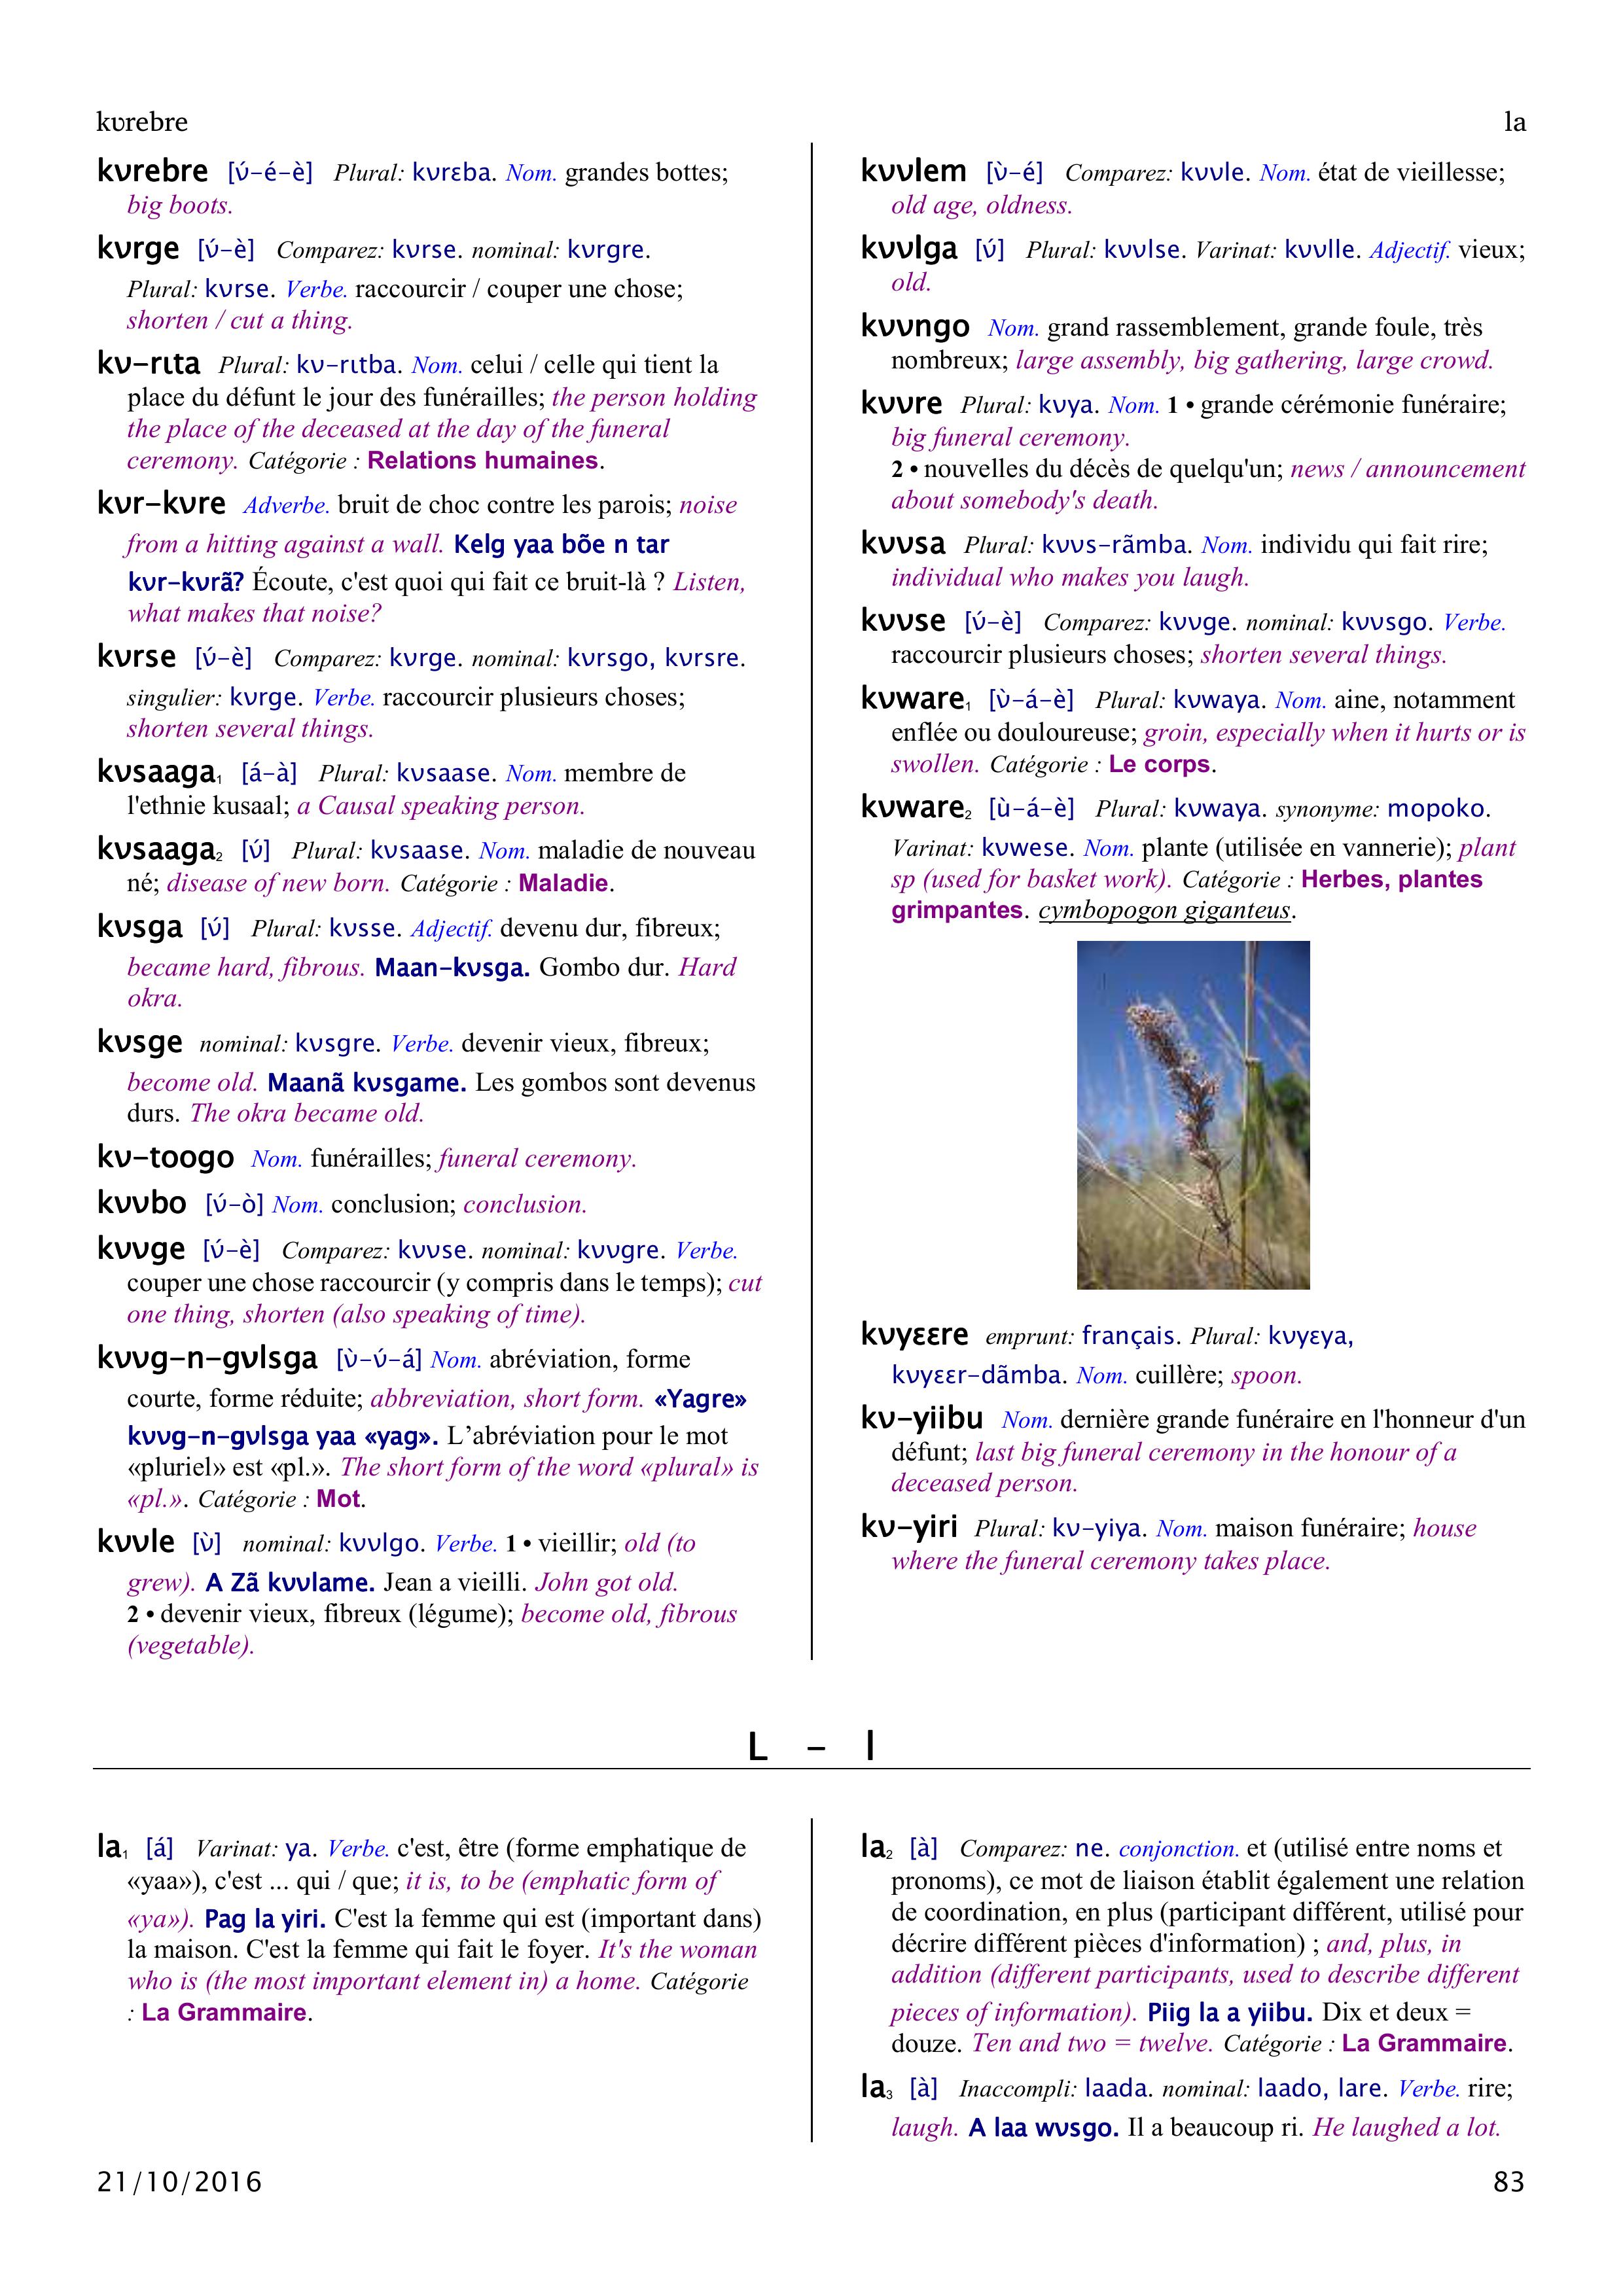 kʋrebre
la
kʋrebre [ʋ́-é-è] Plural: kʋrɛba. Nom. grandes bottes;
big boots.
kʋrge [ʋ́-è] Comparez: kʋrse. nominal: kʋrgre.
Plural: kʋrse. Verbe. raccourcir / couper une chose;
shorten / cut a thing.
kʋ-rɩta Plural: kʋ-rɩtba. Nom. celui / celle qui tient la
place du défunt le jour des funérailles; the person holding
the place of the deceased at the day of the funeral
ceremony. Catégorie : Relations humaines.
kʋr-kʋre Adverbe. bruit de choc contre les parois; noise
from a hitting against a wall. Kelg yaa bõe n tar
kʋr-kʋrã? Écoute, c'est quoi qui fait ce bruit-là ? Listen,
what makes that noise?
kʋrse [ʋ́-è] Comparez: kʋrge. nominal: kʋrsgo, kʋrsre.
singulier: kʋrge. Verbe. raccourcir plusieurs choses;
shorten several things.
kʋsaaga₁ [á-à] Plural: kʋsaase. Nom. membre de
l'ethnie kusaal; a Causal speaking person.
kʋsaaga₂ [ʋ́] Plural: kʋsaase. Nom. maladie de nouveau
né; disease of new born. Catégorie : Maladie.
kʋsga [ʋ́] Plural: kʋsse. Adjectif. devenu dur, fibreux;
became hard, fibrous. Maan-kʋsga. Gombo dur. Hard
okra.
kʋsge nominal: kʋsgre. Verbe. devenir vieux, fibreux;
become old. Maanã kʋsgame. Les gombos sont devenus
durs. The okra became old.
kʋ-toogo Nom. funérailles; funeral ceremony.
kʋʋbo [ʋ́-ò] Nom. conclusion; conclusion.
kʋʋge [ʋ́-è] Comparez: kʋʋse. nominal: kʋʋgre. Verbe.
couper une chose raccourcir (y compris dans le temps); cut
one thing, shorten (also speaking of time).
kʋʋg-n-gʋlsga [ʋ̀-ʋ́-á] Nom. abréviation, forme
courte, forme réduite; abbreviation, short form. «Yagre»
kʋʋg-n-gʋlsga yaa «yag». L’abréviation pour le mot
«pluriel» est «pl.». The short form of the word «plural» is
«pl.». Catégorie : Mot.
kʋʋle [ʋ̀] nominal: kʋʋlgo. Verbe. 1 • vieillir; old (to
grew). A Zã kʋʋlame. Jean a vieilli. John got old.
2 • devenir vieux, fibreux (légume); become old, fibrous
(vegetable).
kʋʋlem [ʋ̀-é] Comparez: kʋʋle. Nom. état de vieillesse;
old age, oldness.
kʋʋlga [ʋ́] Plural: kʋʋlse. Varinat: kʋʋlle. Adjectif. vieux;
old.
kʋʋngo Nom. grand rassemblement, grande foule, très
nombreux; large assembly, big gathering, large crowd.
kʋʋre Plural: kʋya. Nom. 1 • grande cérémonie funéraire;
big funeral ceremony.
2 • nouvelles du décès de quelqu'un; news / announcement
about somebody's death.
kʋʋsa Plural: kʋʋs-rãmba. Nom. individu qui fait rire;
individual who makes you laugh.
kʋʋse [ʋ́-è] Comparez: kʋʋge. nominal: kʋʋsgo. Verbe.
raccourcir plusieurs choses; shorten several things.
kʋware₁ [ʋ̀-á-è] Plural: kʋwaya. Nom. aine, notamment
enflée ou douloureuse; groin, especially when it hurts or is
swollen. Catégorie : Le corps.
kʋware₂ [ù-á-è] Plural: kʋwaya. synonyme: mopoko.
Varinat: kʋwese. Nom. plante (utilisée en vannerie); plant
sp (used for basket work). Catégorie : Herbes, plantes
grimpantes. cymbopogon giganteus.
kʋyɛɛre emprunt: français. Plural: kʋyɛya,
kʋyɛɛr-dãmba. Nom. cuillère; spoon.
kʋ-yiibu Nom. dernière grande funéraire en l'honneur d'un
défunt; last big funeral ceremony in the honour of a
deceased person.
kʋ-yiri Plural: kʋ-yiya. Nom. maison funéraire; house
where the funeral ceremony takes place.
L - l
la₁ [á] Varinat: ya. Verbe. c'est, être (forme emphatique de
«yaa»), c'est ... qui / que; it is, to be (emphatic form of
«ya»). Pag la yiri. C'est la femme qui est (important dans)
la maison. C'est la femme qui fait le foyer. It's the woman
who is (the most important element in) a home. Catégorie
: La Grammaire.
la₂ [à] Comparez: ne. conjonction. et (utilisé entre noms et
pronoms), ce mot de liaison établit également une relation
de coordination, en plus (participant différent, utilisé pour
décrire différent pièces d'information) ; and, plus, in
addition (different participants, used to describe different
pieces of information). Piig la a yiibu. Dix et deux =
douze. Ten and two = twelve. Catégorie : La Grammaire.
la₃ [à] Inaccompli: laada. nominal: laado, lare. Verbe. rire;
laugh. A laa wʋsgo. Il a beaucoup ri. He laughed a lot.
21/10/2016
83